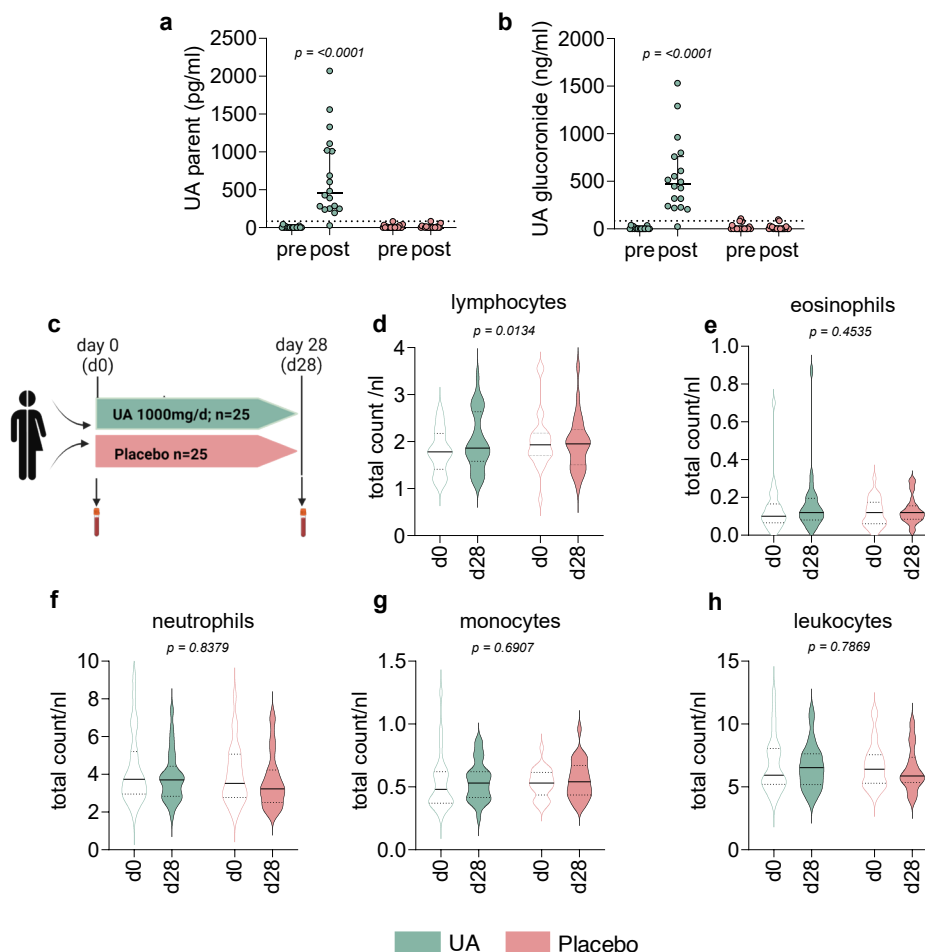 a
p = <0.0001
UA parent (pg/ml)
2500
2000
1500
1000
500
0
pre post
pre post
b
p = <0.0001
UA glucoronide (ng/ml)
2000
1500
1000
500
0
pre post
pre post
c
day 0
(d0)
day 28
(d28)
UA 1000mg/d; n=25
Placebo n=25
d
lymphocytes
p = 0.0134
total count /nl
4
3
2
1
0
d0
d28
d0
d28
e
eosinophils
p = 0.4535
total count/nl
1.0
0.8
0.6
0.4
0.2
0.0
d0
d28
d0
d28
f
neutrophils
p = 0.8379
total count/nl
10
8
6
4
2
0
d0
d28
d0
d28
g
monocytes
p = 0.6907
total count/nl
1.5
1.0
0.5
0.0
d0
d28
d0
d28
h
leukocytes
p = 0.7869
total count/nl
15
10
5
0
d0
d28
d0
d28
UA
Placebo